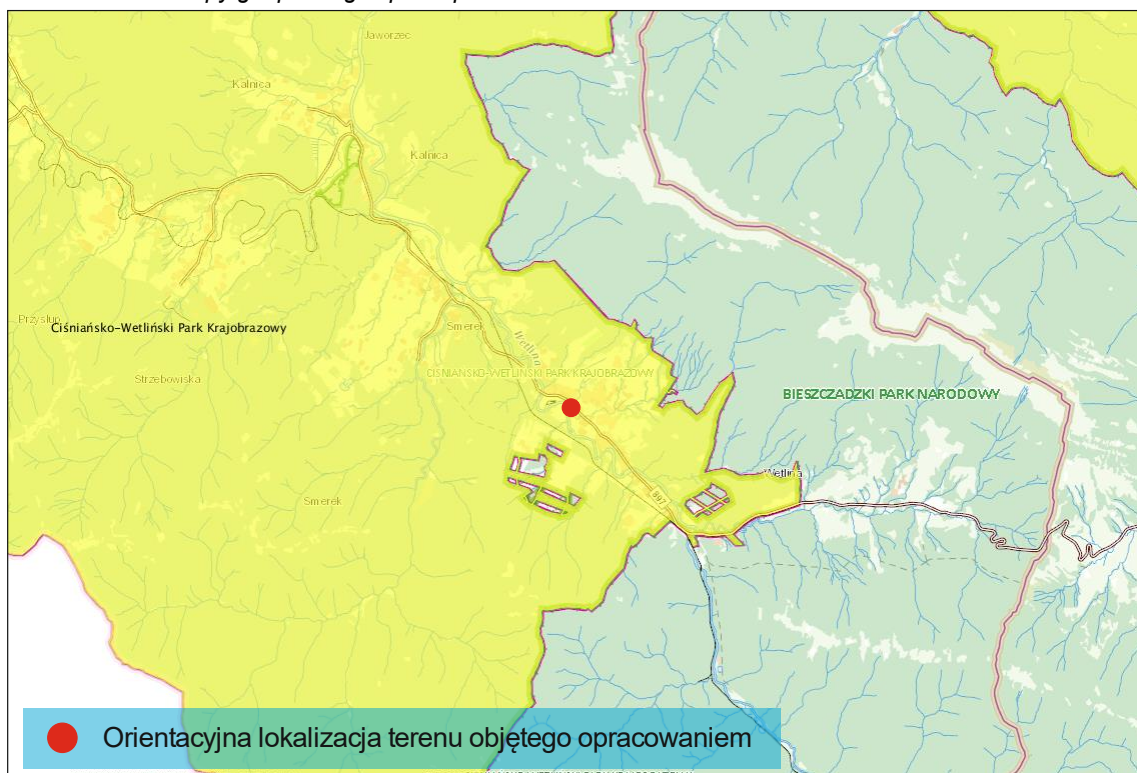 Jaworzec
Kalnica
Kalnica
Przysłup
Ciśniańsko-Wetliński Park Krajobrazowy
Smerek
Wetlina
Strzebowiska
CIŚNIAŃSKO-WETLIŃSKI PARK KRAJOBRAZOWY
BIESZCZADZKI PARK NARODOWY
Wetlina
897
Smerek
Orientacyjna lokalizacja terenu objętego opracowaniem